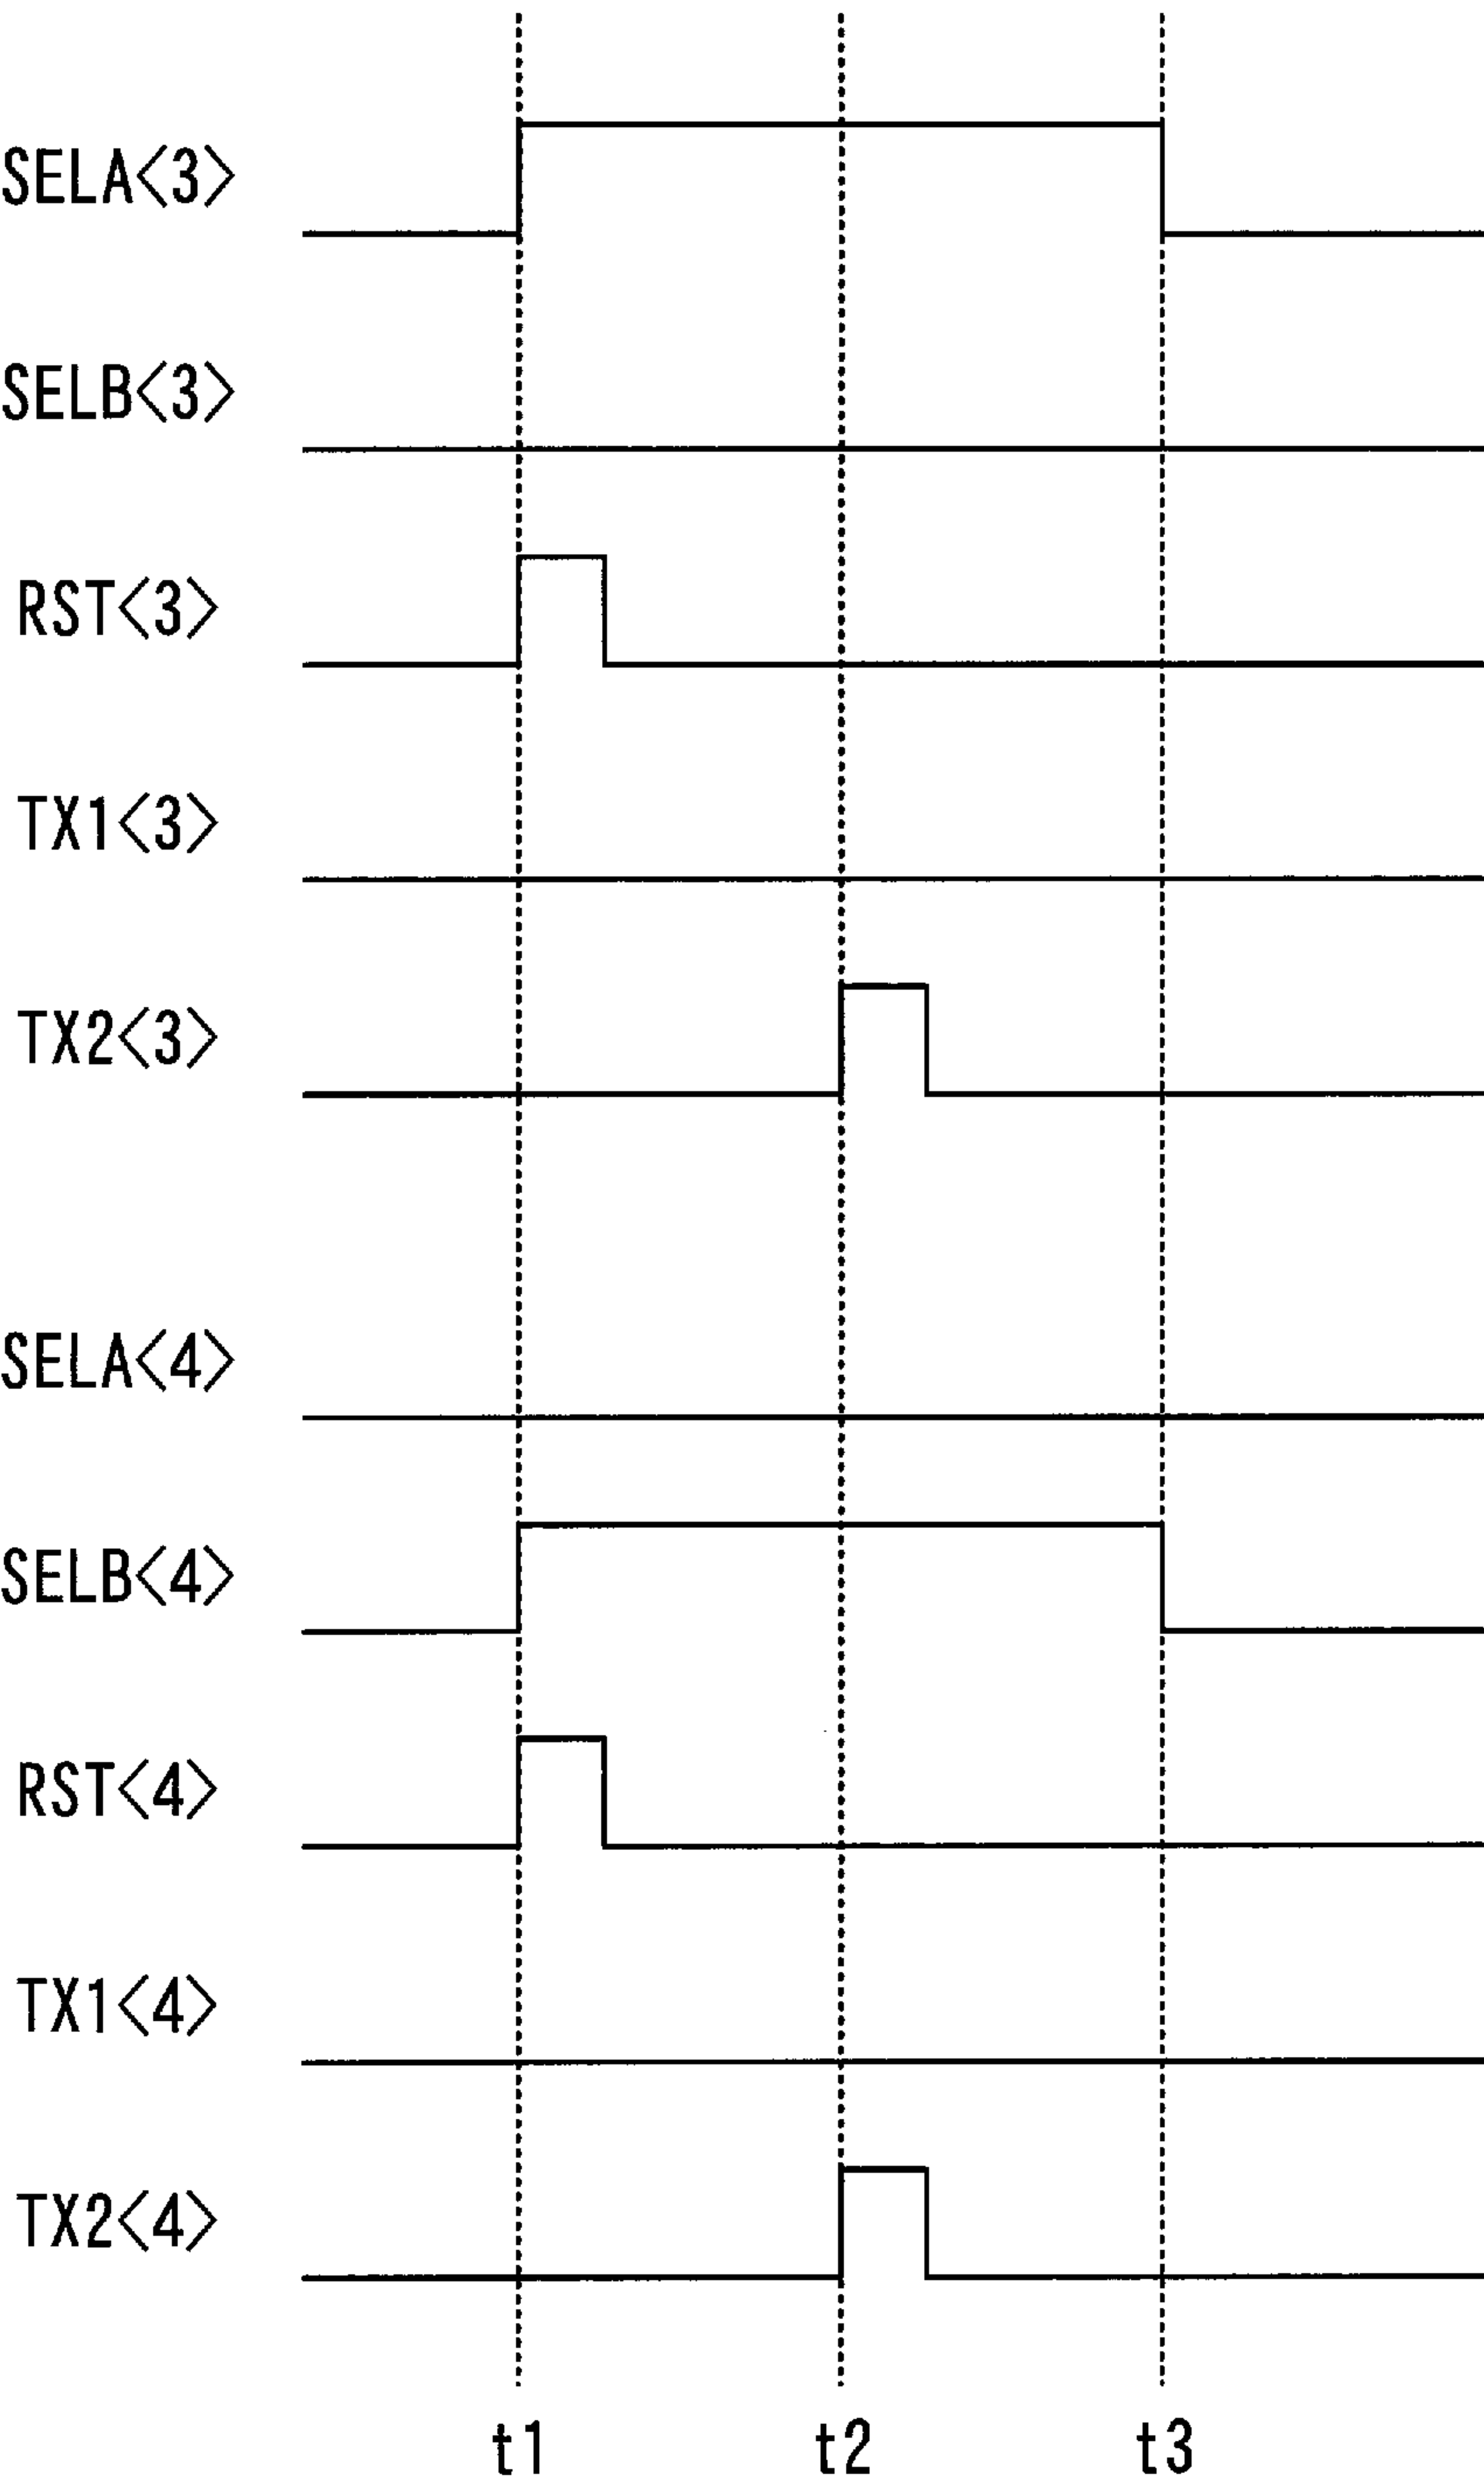 SELA<3>
SELB<3>
RST<3>
TX1<3>
TX2<3>
SELA<4>
SELB<4>
RST<4>
TX1<4>
TX2<4>
t1 t2 t3